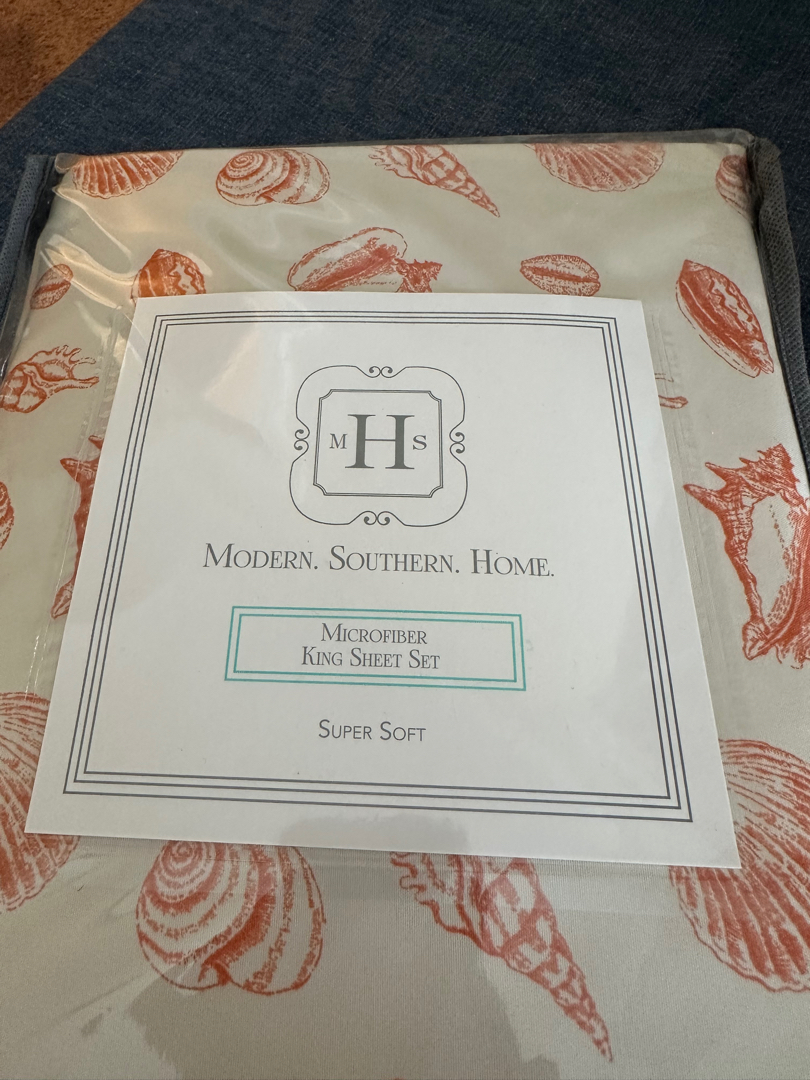 M H S
Modern. Southern. Home.
Microfiber
King Sheet Set
Super Soft